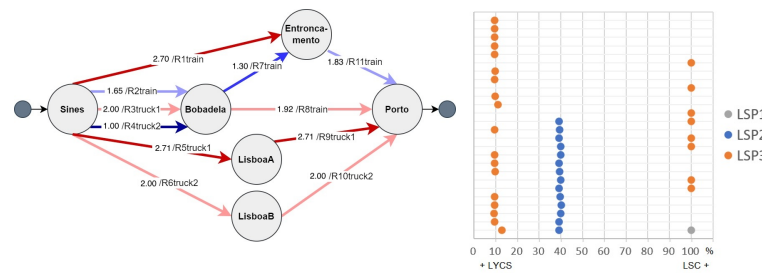 Entronca-
mento
2.70 /R1train
1.30 /R7train
1.83 /R11train
1.65 /R2train
Sines
2.00 /R3truck1
Bobadela
1.92 /R8train
Porto
1.00 /R4truck2
2.71 /R5truck1
2.71 /R9truck1
LisboaA
2.00 /R6truck2
2.00 /R10truck2
LisboaB
LSP1
LSP2
LSP3
0 10 20 30 40 50 60 70 80 90 100 %
+ LYCS LSC +